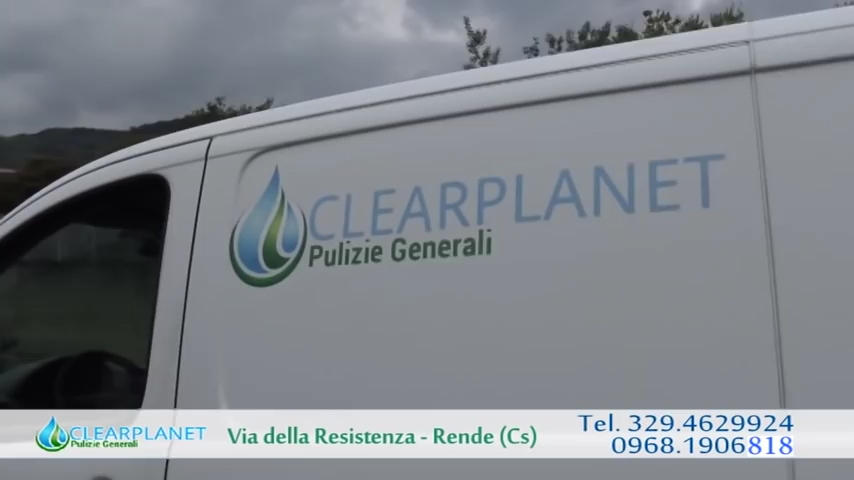 CLEARPLANET
Pulizie Generali
CLEARPLANET
Pulizie Generali
Via della Resistenza - Rende (Cs)
Tel. 329.4629924
0968.1906818